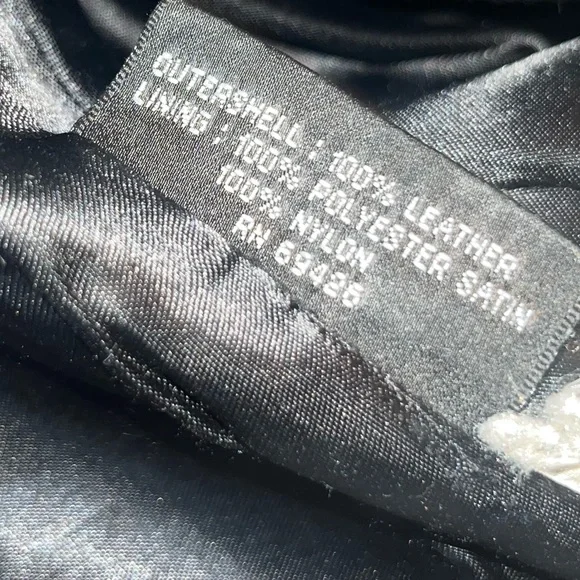 OUTERSHELL : 100% LEATHER
LINING : 100% POLYESTER SATIN
100% NYLON
RN 69426